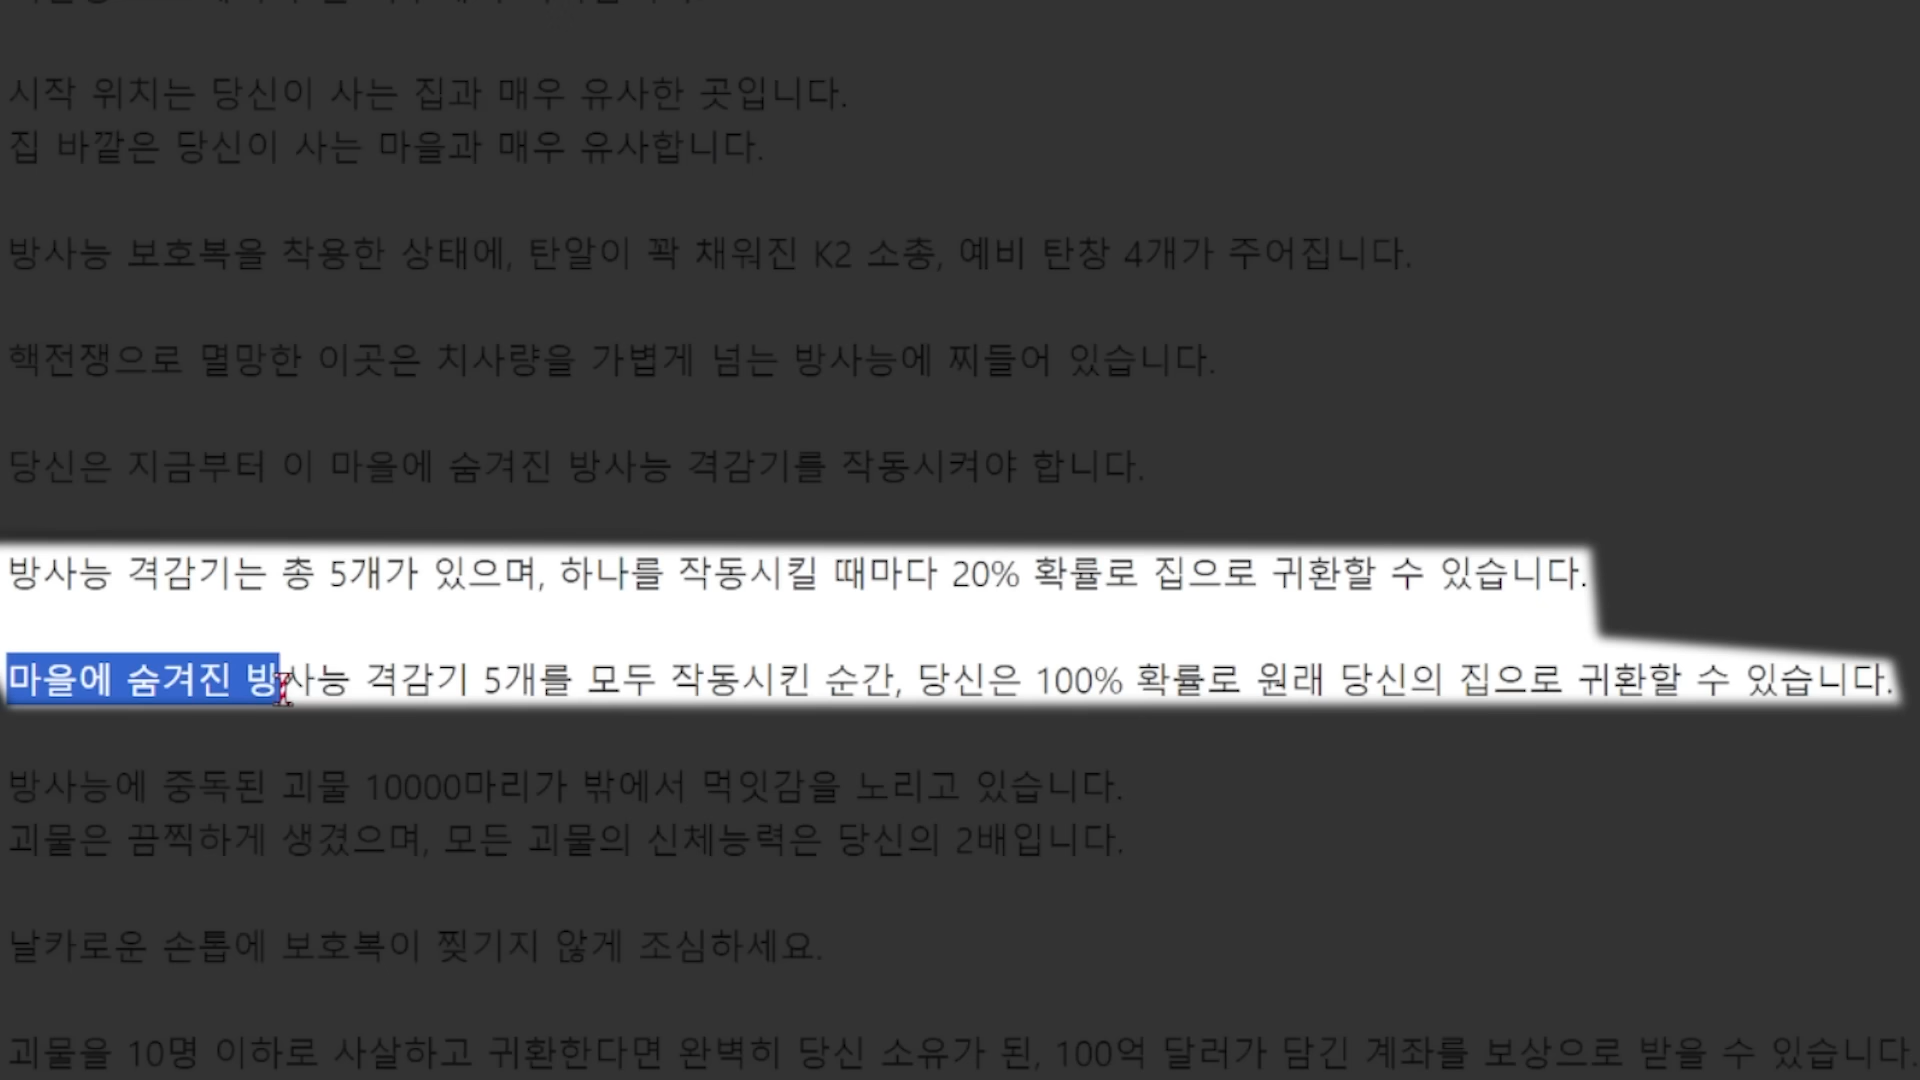 시작 위치는 당신이 사는 집과 매우 유사한 곳입니다.
집 바깥은 당신이 사는 마을과 매우 유사합니다.
방사능 보호복을 착용한 상태에, 탄알이 꽉 채워진 K2 소총, 예비 탄창 4개가 주어집니다.
핵전쟁으로 멸망한 이곳은 치사량을 가볍게 넘는 방사능에 찌들어 있습니다.
당신은 지금부터 이 마을에 숨겨진 방사능 격감기를 작동시켜야 합니다.
방사능 격감기는 총 5개가 있으며, 하나를 작동시킬 때마다 20% 확률로 집으로 귀환할 수 있습니다.
마을에 숨겨진 방사능 격감기 5개를 모두 작동시킨 순간, 당신은 100% 확률로 원래 당신의 집으로 귀환할 수 있습니다.
방사능에 중독된 괴물 10000마리가 밖에서 먹잇감을 노리고 있습니다.
괴물은 끔찍하게 생겼으며, 모든 괴물의 신체능력은 당신의 2배입니다.
날카로운 손톱에 보호복이 찢기지 않게 조심하세요.
괴물을 10명 이하로 사살하고 귀환한다면 완벽히 당신 소유가 된, 100억 달러가 담긴 계좌를 보상으로 받을 수 있습니다.